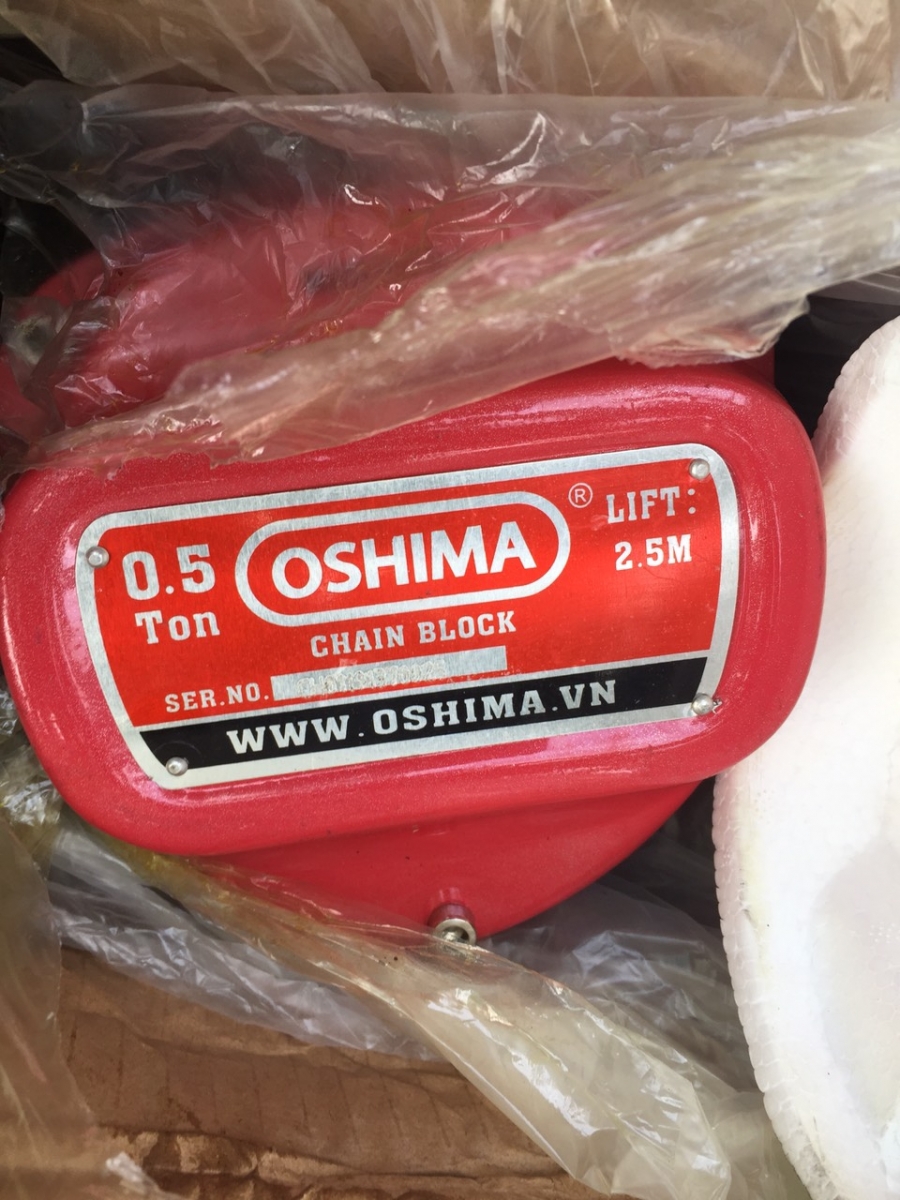 0.5
Ton
OSHIMA
®
LIFT:
2.5M
CHAIN BLOCK
SER.NO.
WWW.OSHIMA.VN